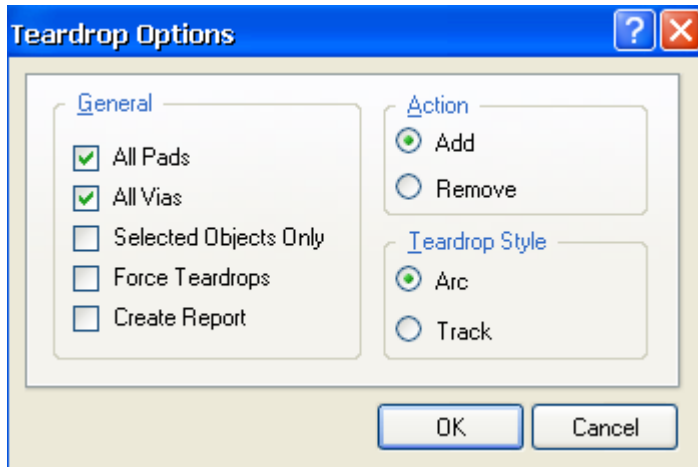 Teardrop Options
General
All Pads
All Vias
Selected Objects Only
Force Teardrops
Create Report
Action
Add
Remove
Teardrop Style
Arc
Track
OK
Cancel